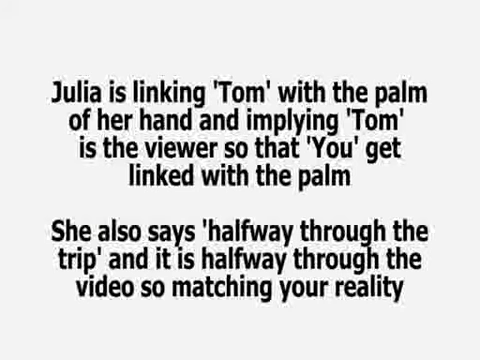 Julia is linking 'Tom' with the palm
of her hand and implying 'Tom'
is the viewer so that 'You' get
linked with the palm
She also says 'halfway through the
trip' and it is halfway through the
video so matching your reality